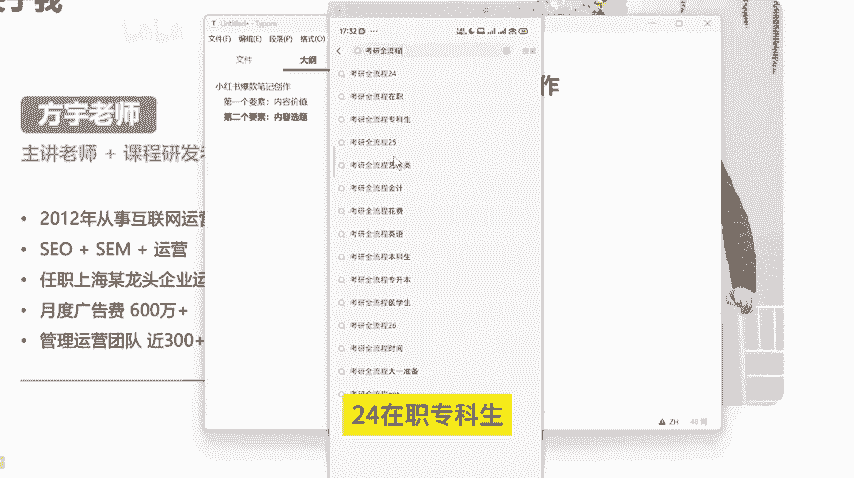 于我
方宇老师
主讲老师 + 课程研发老
2012年从事互联网运营
SEO + SEM + 运营
任职上海某龙头企业运
月度广告费 600万+
管理运营团队 近300+
Untitled• - Typora
文件(F) 编辑(E) 段落(P) 格式(O)
文件 大纲
小红书爆款笔记创作
第一个要素：内容价值
第二个要素：内容选题
作
17:32
考研全流程
考研全流程24
考研全流程在职
考研全流程专科生
考研全流程25
考研全流程艺术类
考研全流程会计
考研全流程花费
考研全流程英语
考研全流程本科生
考研全流程专升本
考研全流程医学生
考研全流程26
考研全流程时间
考研全流程大一准备
考研全流程
24在职专科生
ZH 48 词